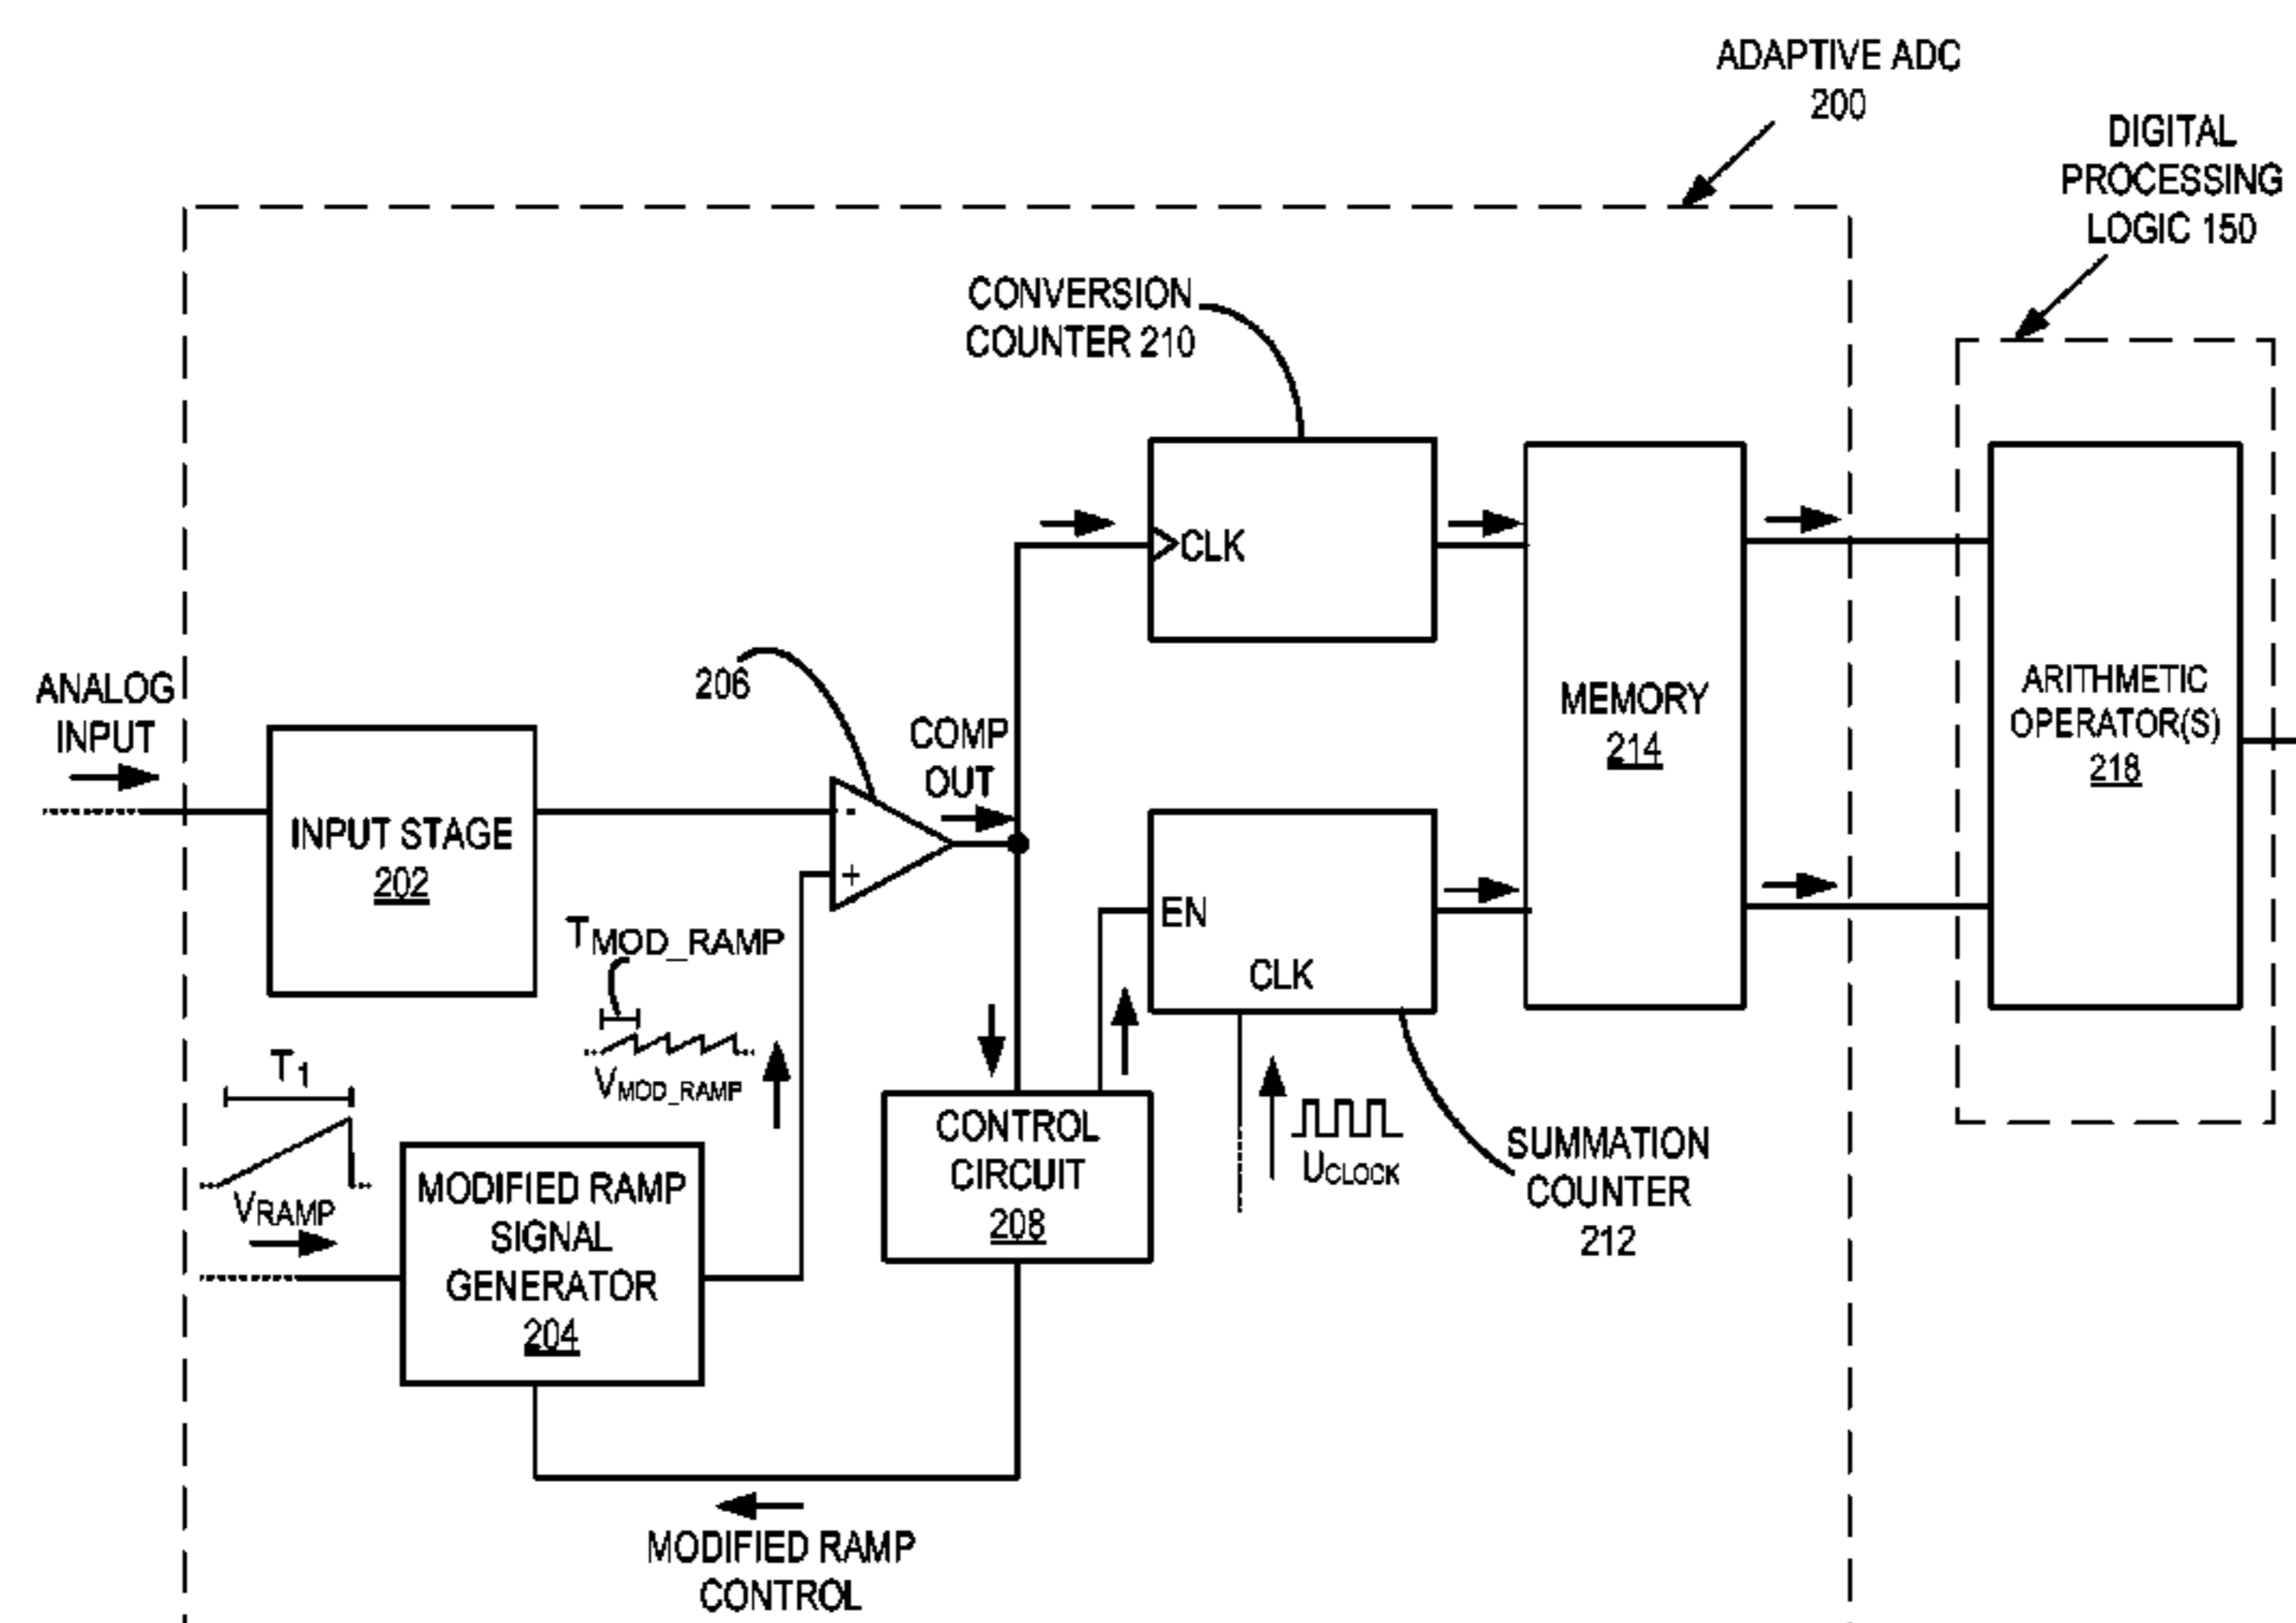 ADAPTIVE ADC
200
DIGITAL
PROCESSING
LOGIC 150
CONVERSION
COUNTER 210
CLK
206
ANALOG
INPUT
COMP
OUT
INPUT STAGE
202
-
+
MEMORY
214
ARITHMETIC
OPERATOR(S)
218
EN
CLK
TMOD_RAMP
VMOD_RAMP
T1
VRAMP
MODIFIED RAMP
SIGNAL
GENERATOR
204
CONTROL
CIRCUIT
208
UCLOCK
SUMMATION
COUNTER
212
MODIFIED RAMP
CONTROL